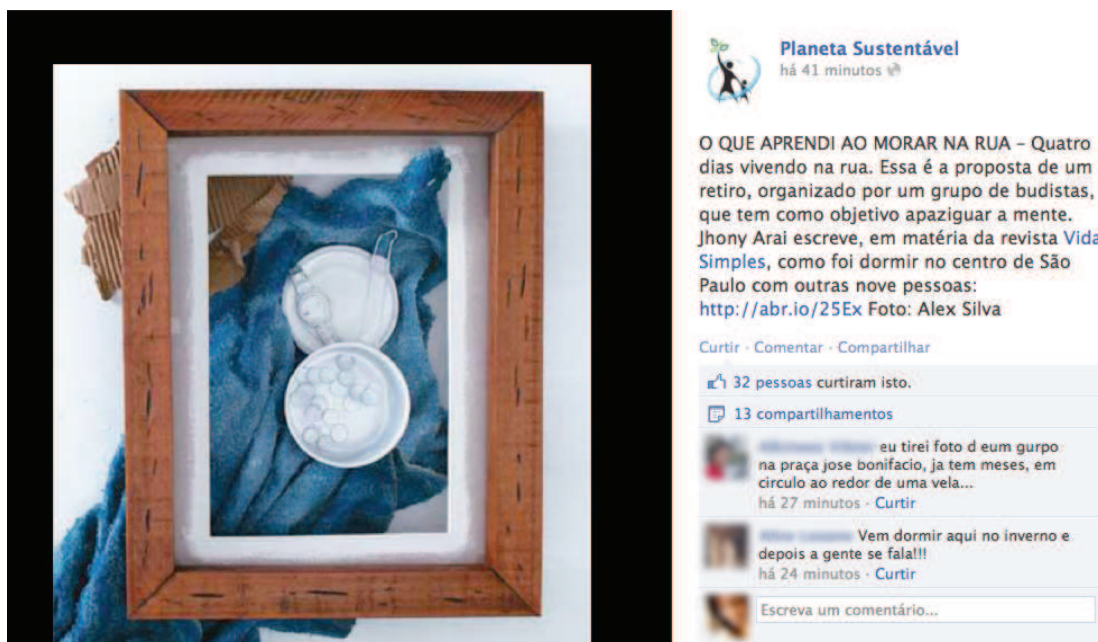 Planeta Sustentável
há 41 minutos
O QUE APRENDI AO MORAR NA RUA – Quatro
dias vivendo na rua. Essa é a proposta de um
retiro, organizado por um grupo de budistas,
que tem como objetivo apaziguar a mente.
Jhony Arai escreve, em matéria da revista Vida
Simples, como foi dormir no centro de São
Paulo com outras nove pessoas:
http://abr.io/25Ex Foto: Alex Silva
Curtir · Comentar · Compartilhar
32 pessoas curtiram isto.
13 compartilhamentos
eu tirei foto d eum gurpo
na praça jose bonifacio, ja tem meses, em
circulo ao redor de uma vela...
há 27 minutos · Curtir
Vem dormir aqui no inverno e
depois a gente se fala!!!
há 24 minutos · Curtir
Escreva um comentário...